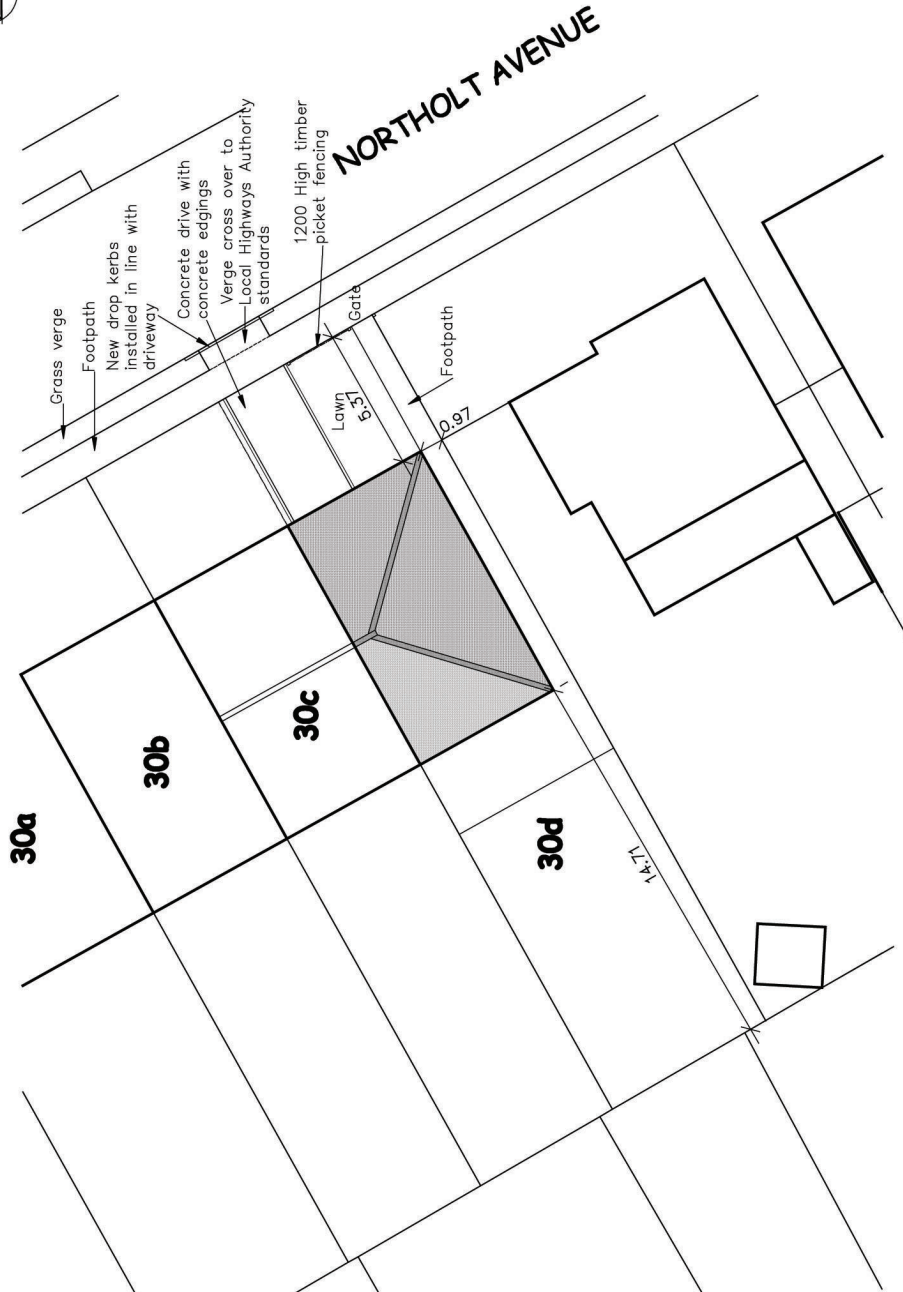 NORTHOLT AVENUE
Grass verge
Footpath
New drop kerbs
installed in line with
driveway
Concrete drive with
concrete edgings
Verge cross over to
Local Highways Authority
standards
1200 High timber
picket fencing
Gate
Footpath
Lawn
5.37
0.97
30a
30b
30c
30d
14.71